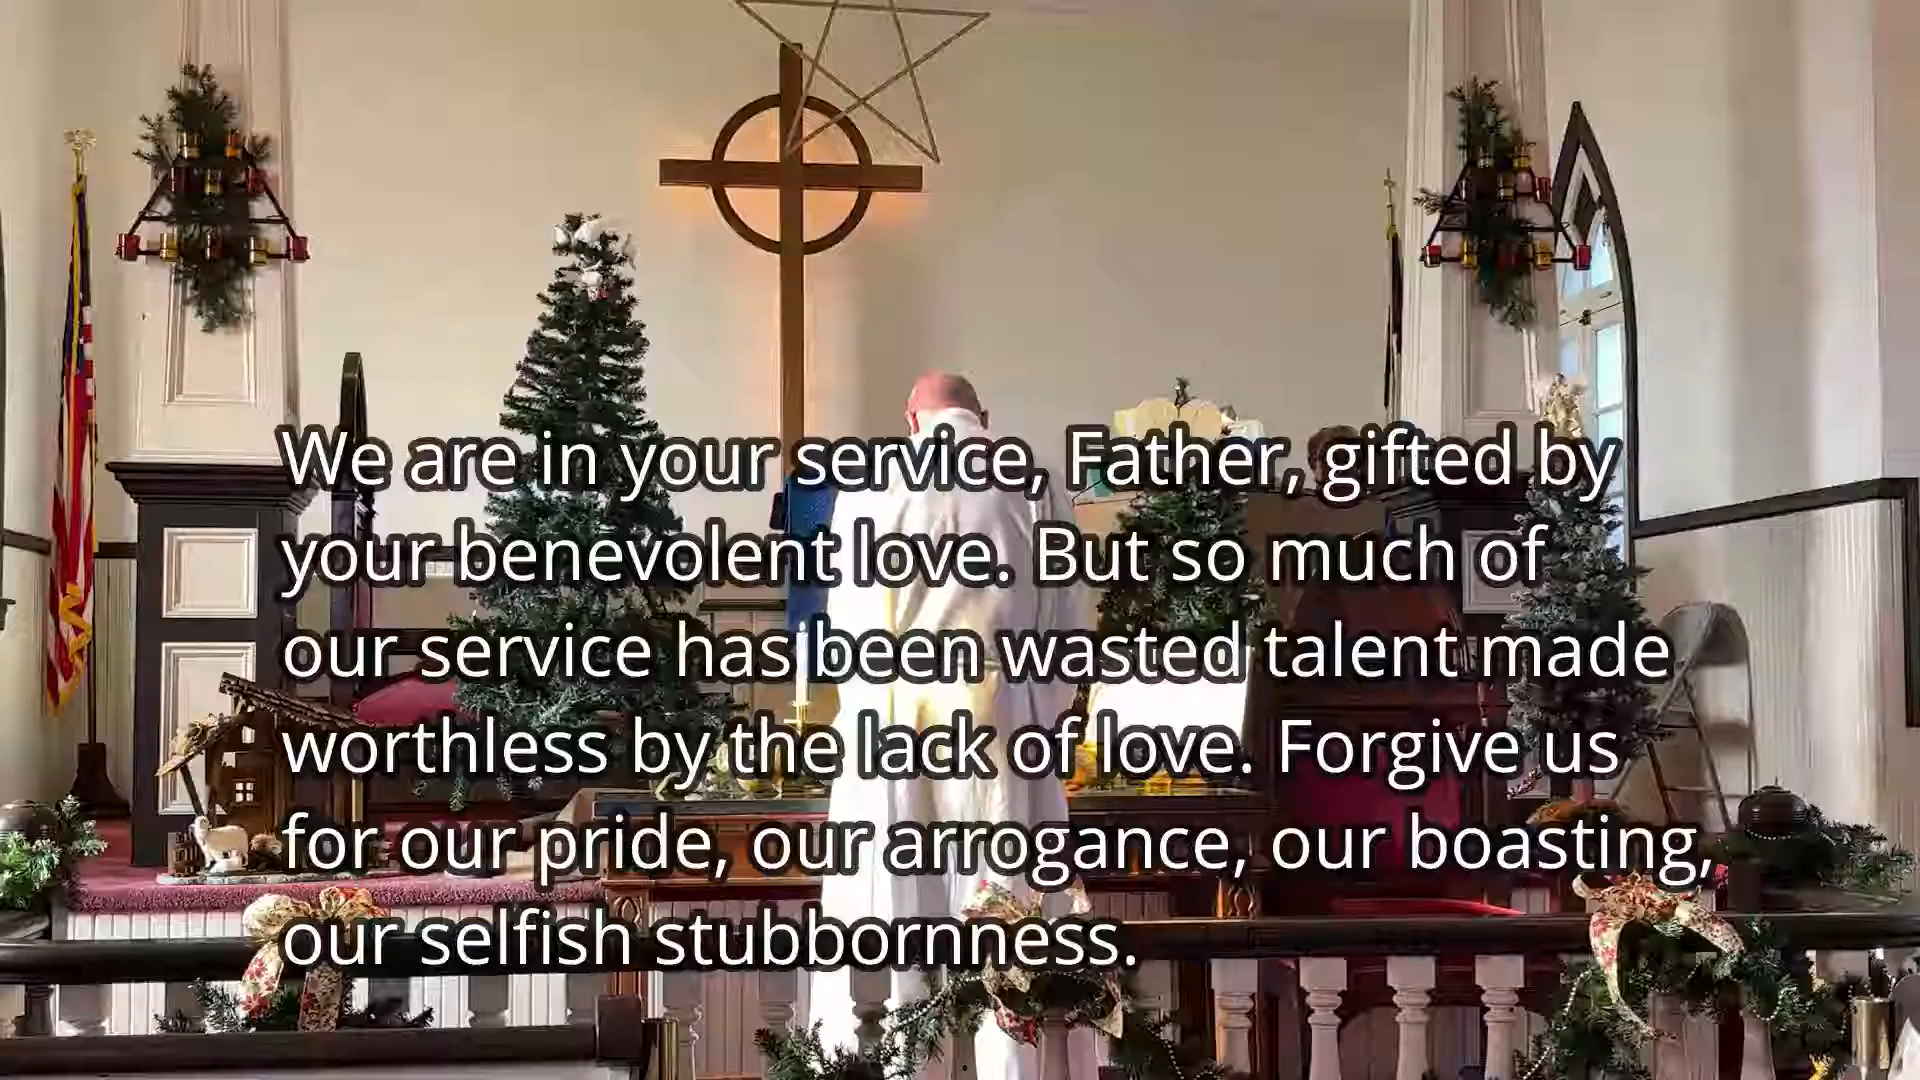 We are in your service, Father, gifted by
your benevolent love. But so much of
our service has been wasted talent made
worthless by the lack of love. Forgive us
for our pride, our arrogance, our boasting,
our selfish stubbornness.